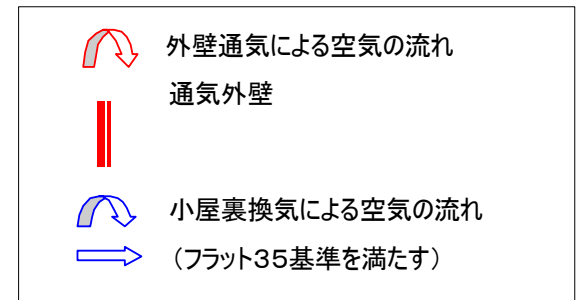 外壁通気による空気の流れ
通気外壁
小屋裏換気による空気の流れ
（フラット３５基準を満たす）